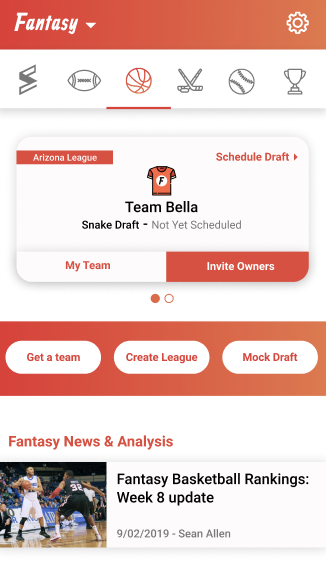 Fantasy
Arizona League
Schedule Draft
F
Team Bella
Snake Draft - Not Yet Scheduled
My Team
Invite Owners
Get a team
Create League
Mock Draft
Fantasy News & Analysis
32
Fantasy Basketball Rankings:
Week 8 update
9/02/2019 - Sean Allen